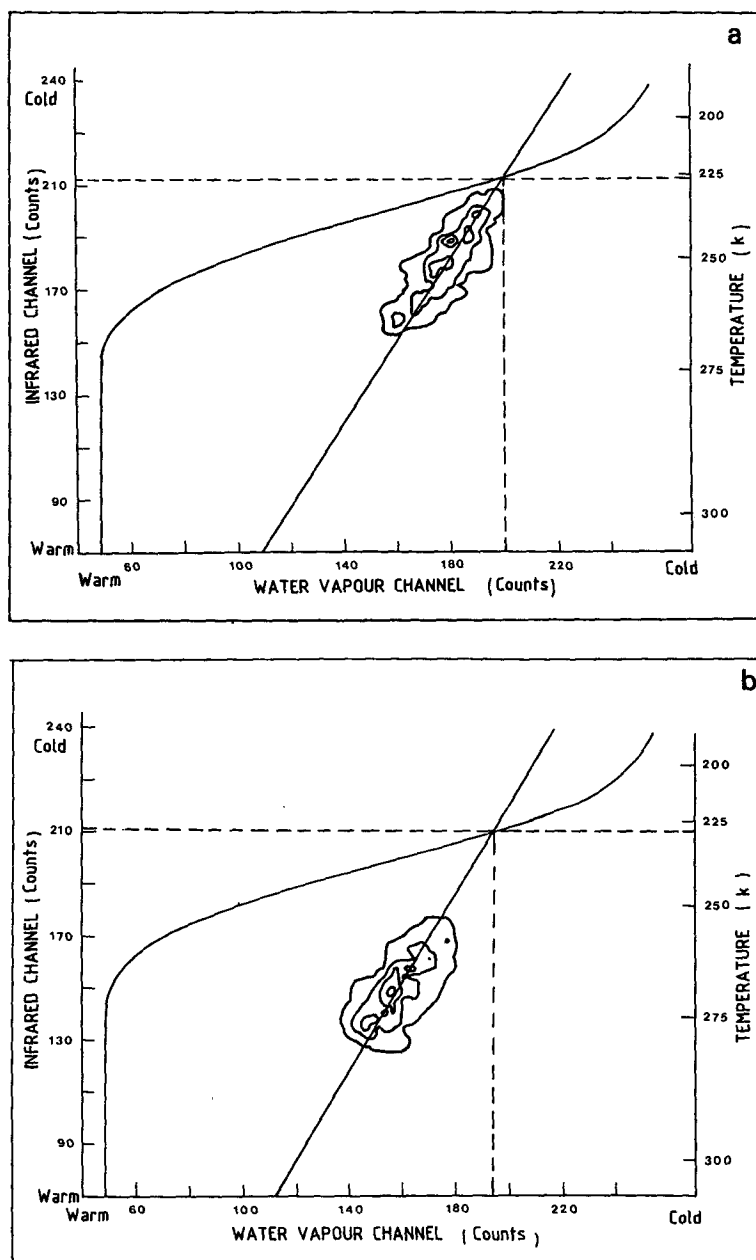 a
240
Cold
210
170
130
90
Warm
INFRARED CHANNEL (Counts)
200
225
250
275
300
TEMPERATURE (k)
Warm
60
100
140
180
220
Cold
WATER VAPOUR CHANNEL (Counts)
b
240
Cold
210
170
130
90
Warm
INFRARED CHANNEL (Counts)
200
225
250
275
300
TEMPERATURE (k)
Warm
60
100
140
180
220
Cold
WATER VAPOUR CHANNEL (Counts)